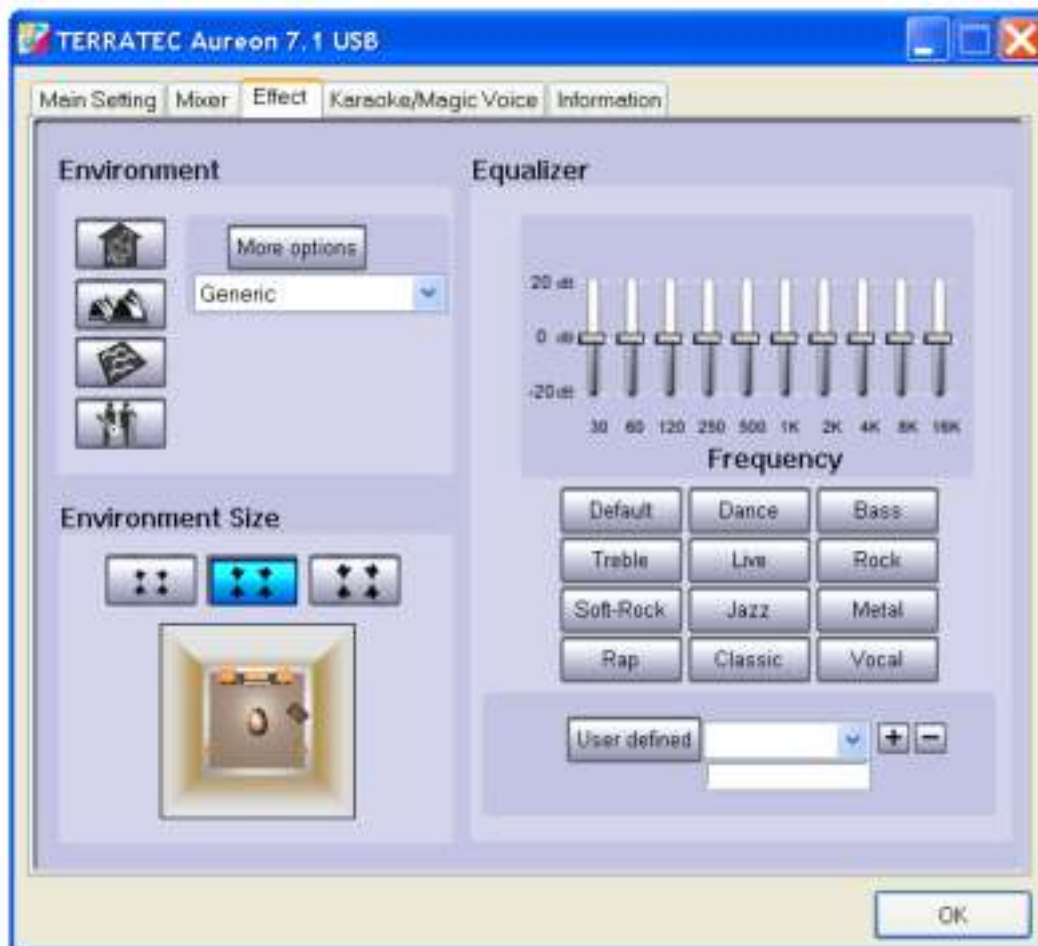 TERRATEC Aureon 7.1 USB
Main Setting Mixer Effect Karaoke/Magic Voice Information
Environment
More options
Generic
Environment Size
Equalizer
20 dB
0 dB
-20 dB
30 60 120 250 500 1K 2K 4K 8K 16K
Frequency
Default Dance Bass
Treble Live Rock
Soft-Rock Jazz Metal
Rap Classic Vocal
User defined
OK